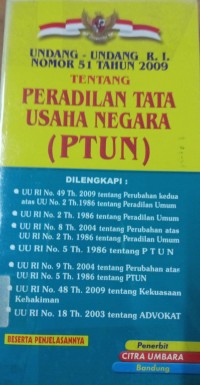 UNDANG - UNDANG R. I.
NOMOR 51 TAHUN 2009
TENTANG
PERADILAN TATA
USAHA NEGARA
(PTUN)
DILENGKAPI :
UU RI No. 49 Th. 2009 tentang Perubahan kedua
atas UU No. 2 Th.1986 tentang Peradilan Umum
UU RI No. 2 Th. 1986 tentang Peradilan Umum
UU RI No. 8 Th. 2004 tentang Perubahan atas
UU RI No. 2 Th. 1986 tentang Peradilan Umum
UU RI No. 5 Th. 1986 tentang P T U N
UU RI No. 9 Th 2004 tentang Perubahan atas
UU RI No. 5 Th. 1986 tentang PTUN
UU RI No. 48 Th. 2009 tentang Kekuasaan
Kehakiman
UU RI No. 18 Th. 2003 tentang ADVOKAT
BESERTA PENJELASANNYA
Penerbit
CITRA UMBARA
Bandung